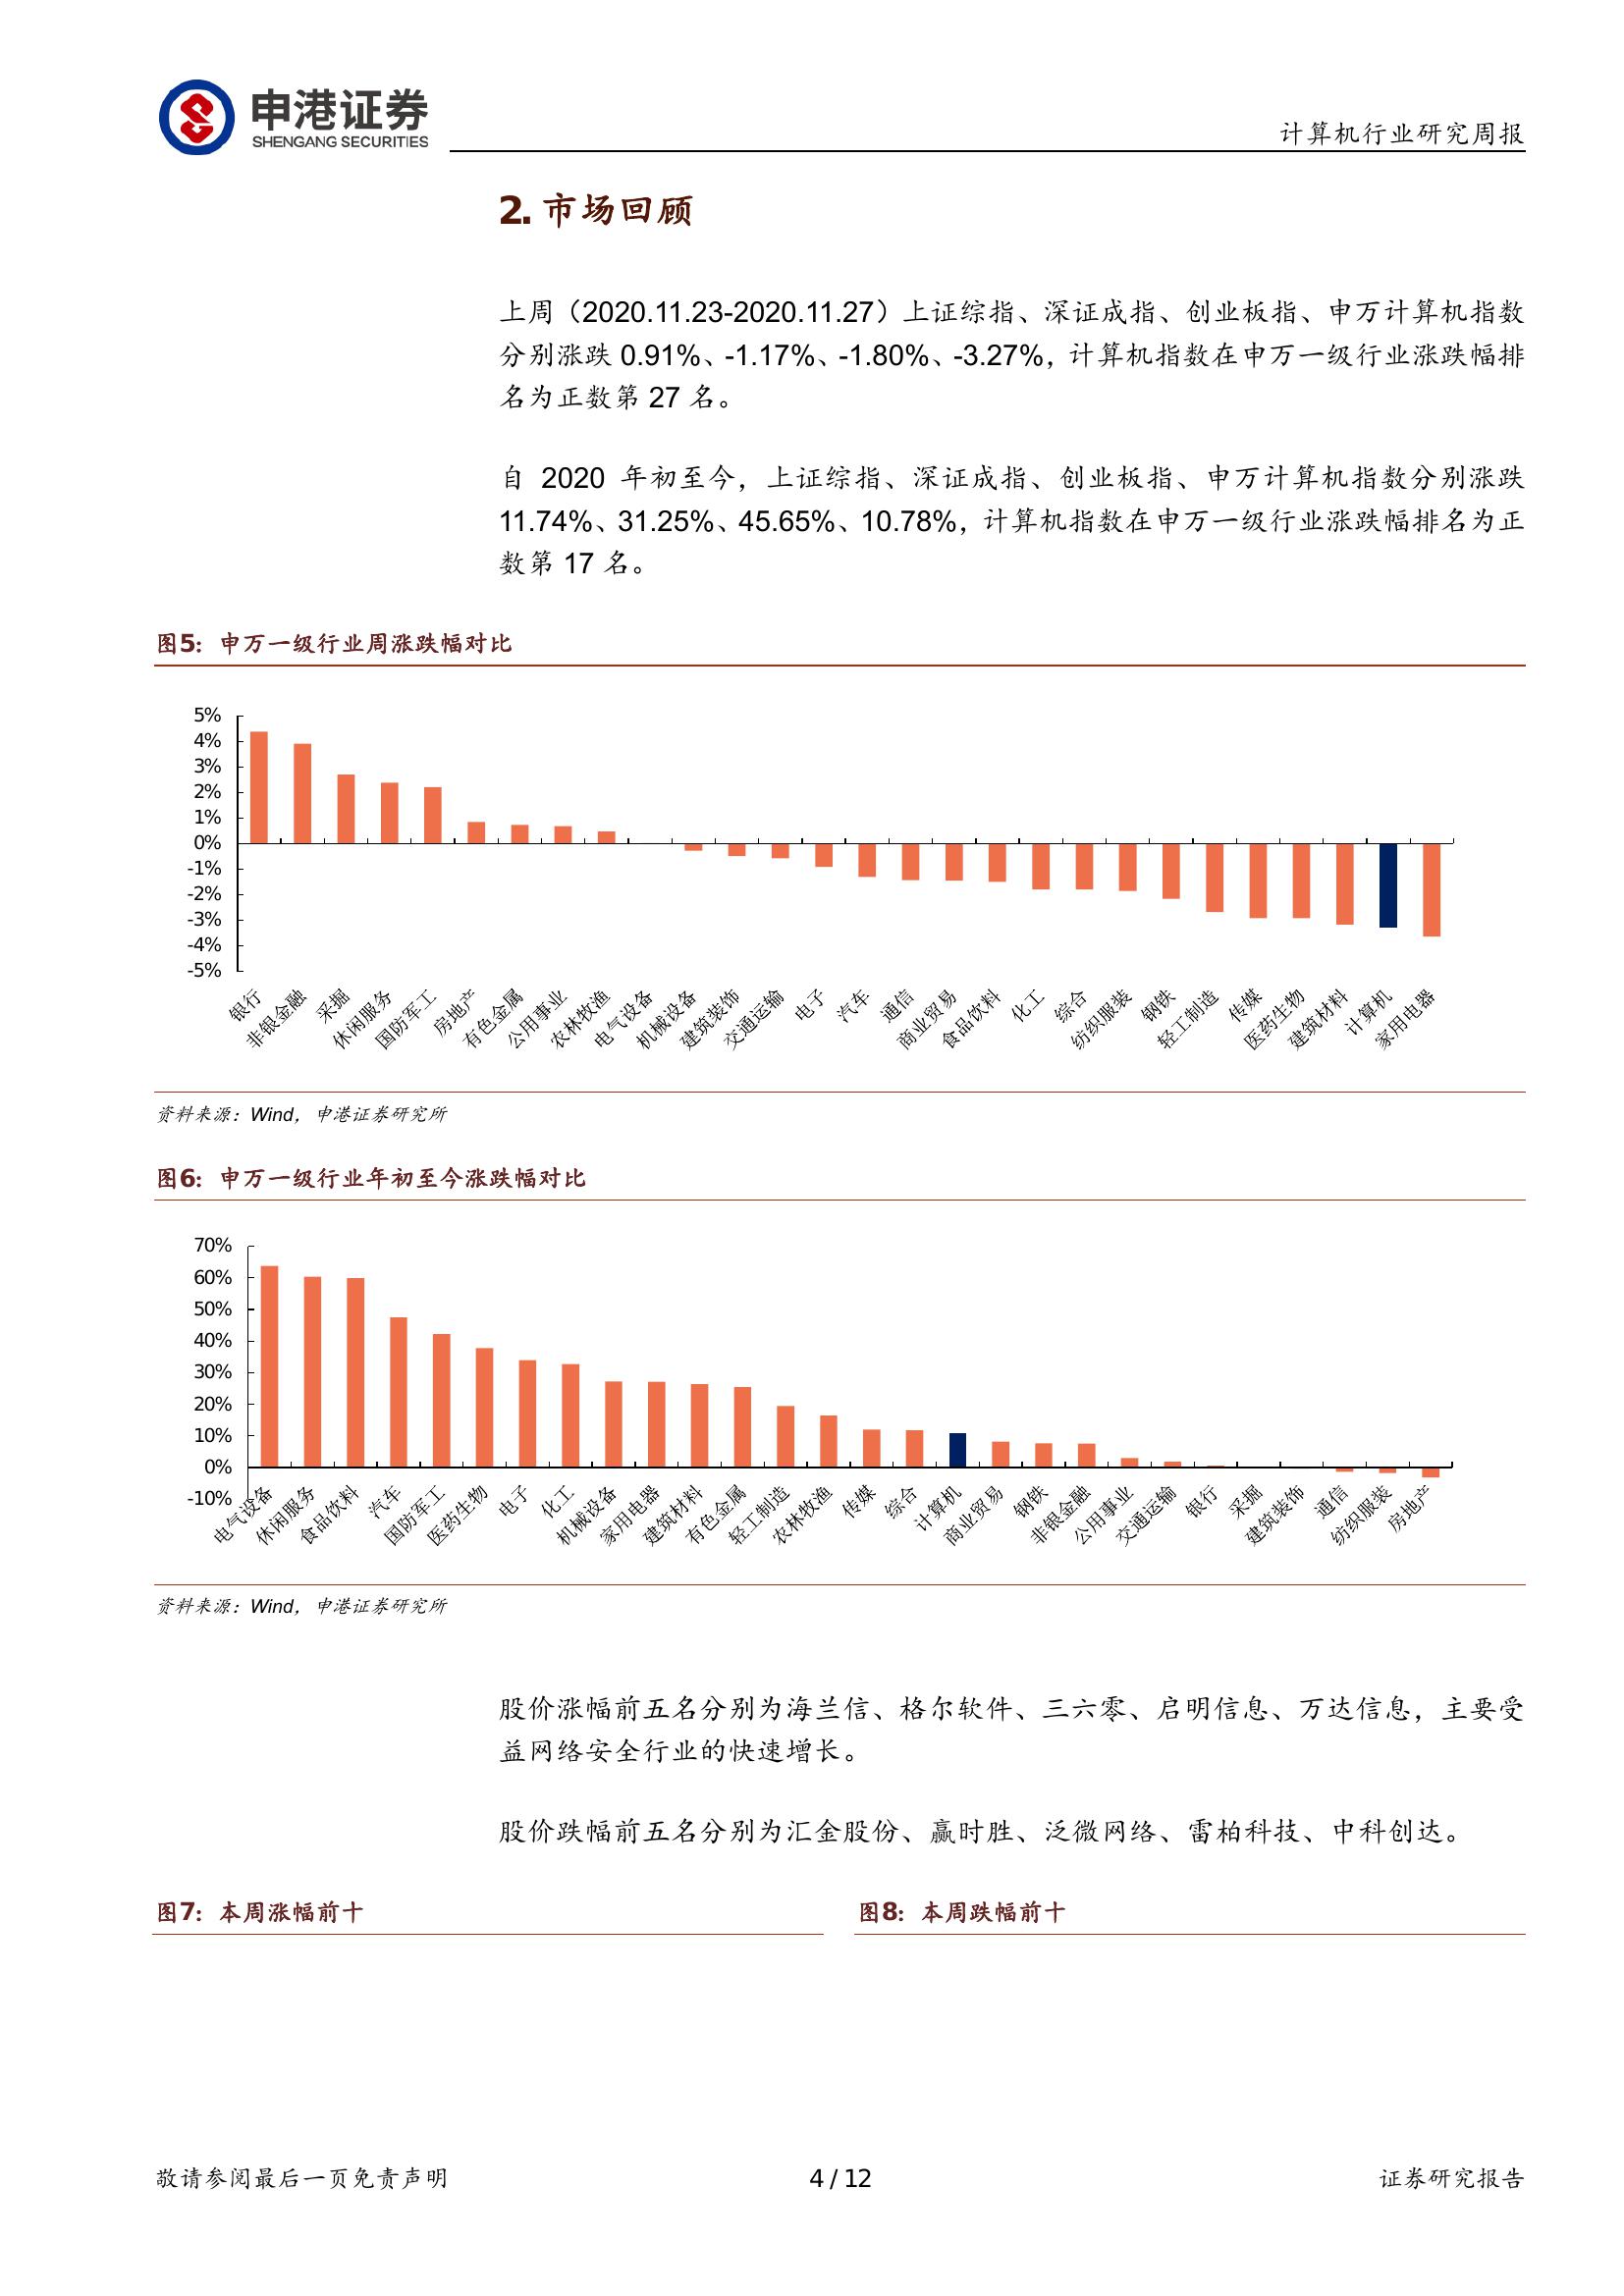 申港证券
SHENGANG SECURITIES
计算机行业研究周报
2. 市场回顾
上周（2020.11.23-2020.11.27）上证综指、深证成指、创业板指、申万计算机指数
分别涨跌 0.91%、-1.17%、-1.80%、-3.27%，计算机指数在申万一级行业涨跌幅排
名为正数第 27 名。
自 2020 年初至今，上证综指、深证成指、创业板指、申万计算机指数分别涨跌
11.74%、31.25%、45.65%、10.78%，计算机指数在申万一级行业涨跌幅排名为正
数第 17 名。
图5：申万一级行业周涨跌幅对比
5%
4%
3%
2%
1%
0%
-1%
-2%
-3%
-4%
-5%
银行
非银金融
采掘
休闲服务
国防军工
房地产
有色金属
公用事业
农林牧渔
电气设备
机械设备
建筑装饰
交通运输
电子
汽车
通信
商业贸易
食品饮料
化工
综合
纺织服装
钢铁
轻工制造
传媒
医药生物
建筑材料
计算机
家用电器
资料来源：Wind，申港证券研究所
图6：申万一级行业年初至今涨跌幅对比
70%
60%
50%
40%
30%
20%
10%
0%
-10%
电气设备
休闲服务
食品饮料
汽车
国防军工
医药生物
电子
化工
机械设备
家用电器
建筑材料
有色金属
轻工制造
农林牧渔
传媒
综合
计算机
商业贸易
钢铁
非银金融
公用事业
交通运输
银行
采掘
建筑装饰
通信
纺织服装
房地产
资料来源：Wind，申港证券研究所
股价涨幅前五名分别为海兰信、格尔软件、三六零、启明信息、万达信息，主要受
益网络安全行业的快速增长。
股价跌幅前五名分别为汇金股份、赢时胜、泛微网络、雷柏科技、中科创达。
图7：本周涨幅前十
图8：本周跌幅前十
敬请参阅最后一页免责声明
4 / 12
证券研究报告